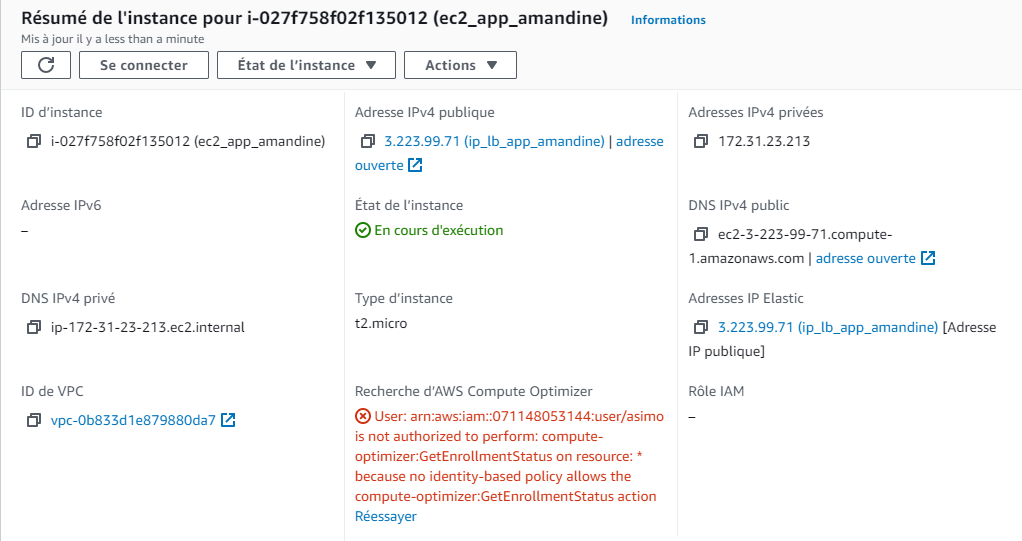 Résumé de l'instance pour i-027f758f02f135012 (ec2_app_amandine) Informations
Mis à jour il y a less than a minute
Se connecter État de l'instance Actions
ID d'instance
i-027f758f02f135012 (ec2_app_amandine)
Adresse IPv4 publique
3.223.99.71 (ip_lb_app_amandine) | adresse
ouverte
Adresses IPv4 privées
172.31.23.213
Adresse IPv6
–
État de l'instance
En cours d'exécution
DNS IPv4 public
ec2-3-223-99-71.compute-
1.amazonaws.com | adresse ouverte
DNS IPv4 privé
ip-172-31-23-213.ec2.internal
Type d'instance
t2.micro
Adresses IP Elastic
3.223.99.71 (ip_lb_app_amandine) [Adresse
IP publique]
ID de VPC
vpc-0b833d1e879880da7
Recherche d'AWS Compute Optimizer
User: arn:aws:iam::071148053144:user/asimo
is not authorized to perform: compute-
optimizer:GetEnrollmentStatus on resource: *
because no identity-based policy allows the
compute-optimizer:GetEnrollmentStatus action
Réessayer
Rôle IAM
–